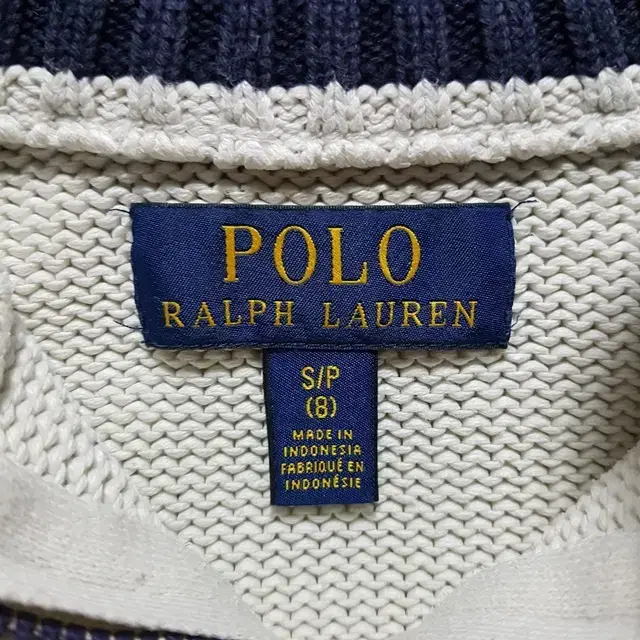 POLO
RALPH LAUREN
S/P
(8)
MADE IN
INDONESIA
FABRIQUÉ EN
INDONÉSIE